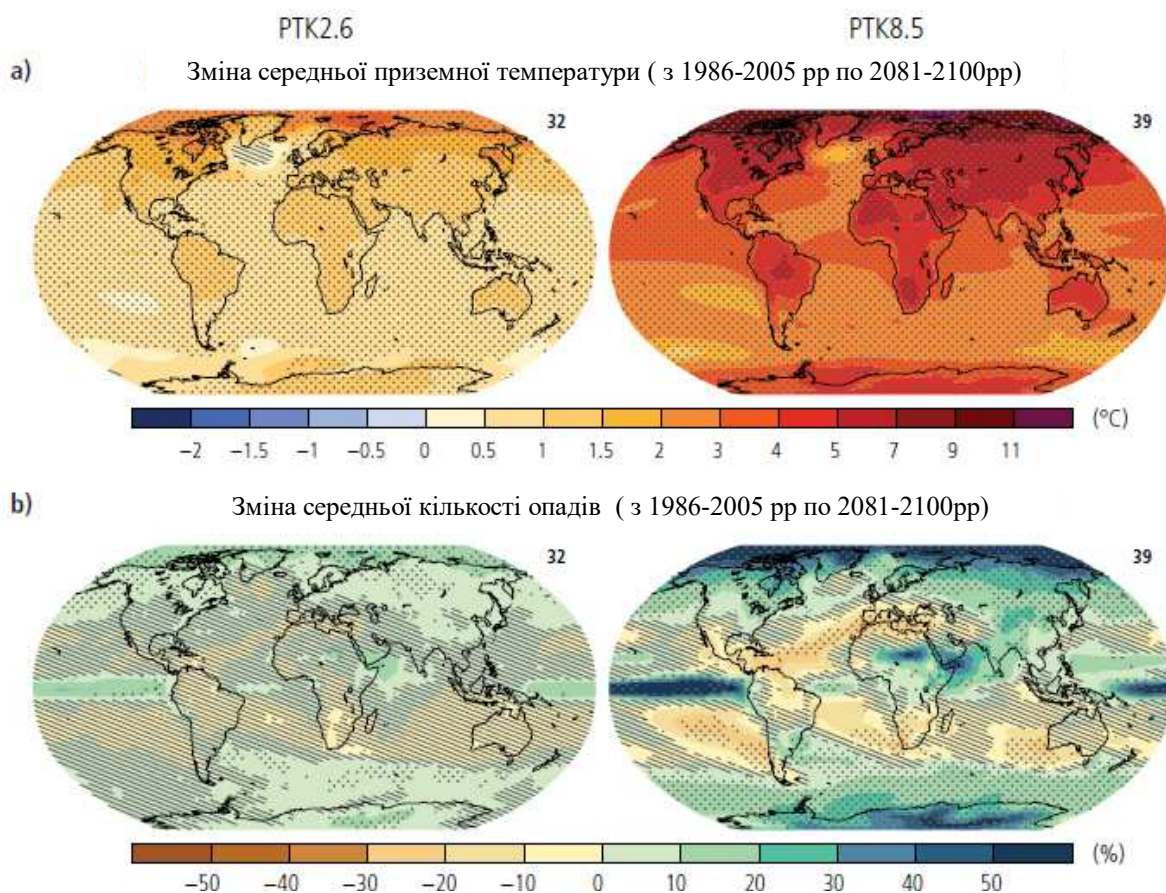 РТК2.6 РТК8.5
a) Зміна середньої приземної температури ( з 1986-2005 рр по 2081-2100рр)
32 39
−2 −1.5 −1 −0.5 0 0.5 1 1.5 2 3 4 5 7 9 11 (°C)
b) Зміна середньої кількості опадів ( з 1986-2005 рр по 2081-2100рр)
32 39
−50 −40 −30 −20 −10 0 10 20 30 40 50 (%)